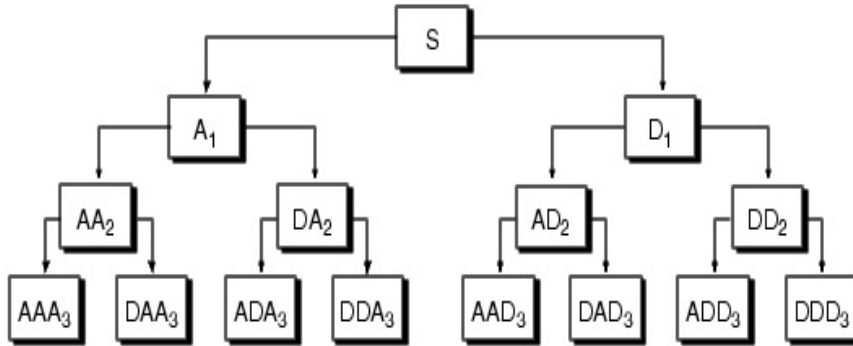 S
A₁ D₁
AA₂ DA₂ AD₂ DD₂
AAA₃ DAA₃ ADA₃ DDA₃ AAD₃ DAD₃ ADD₃ DDD₃